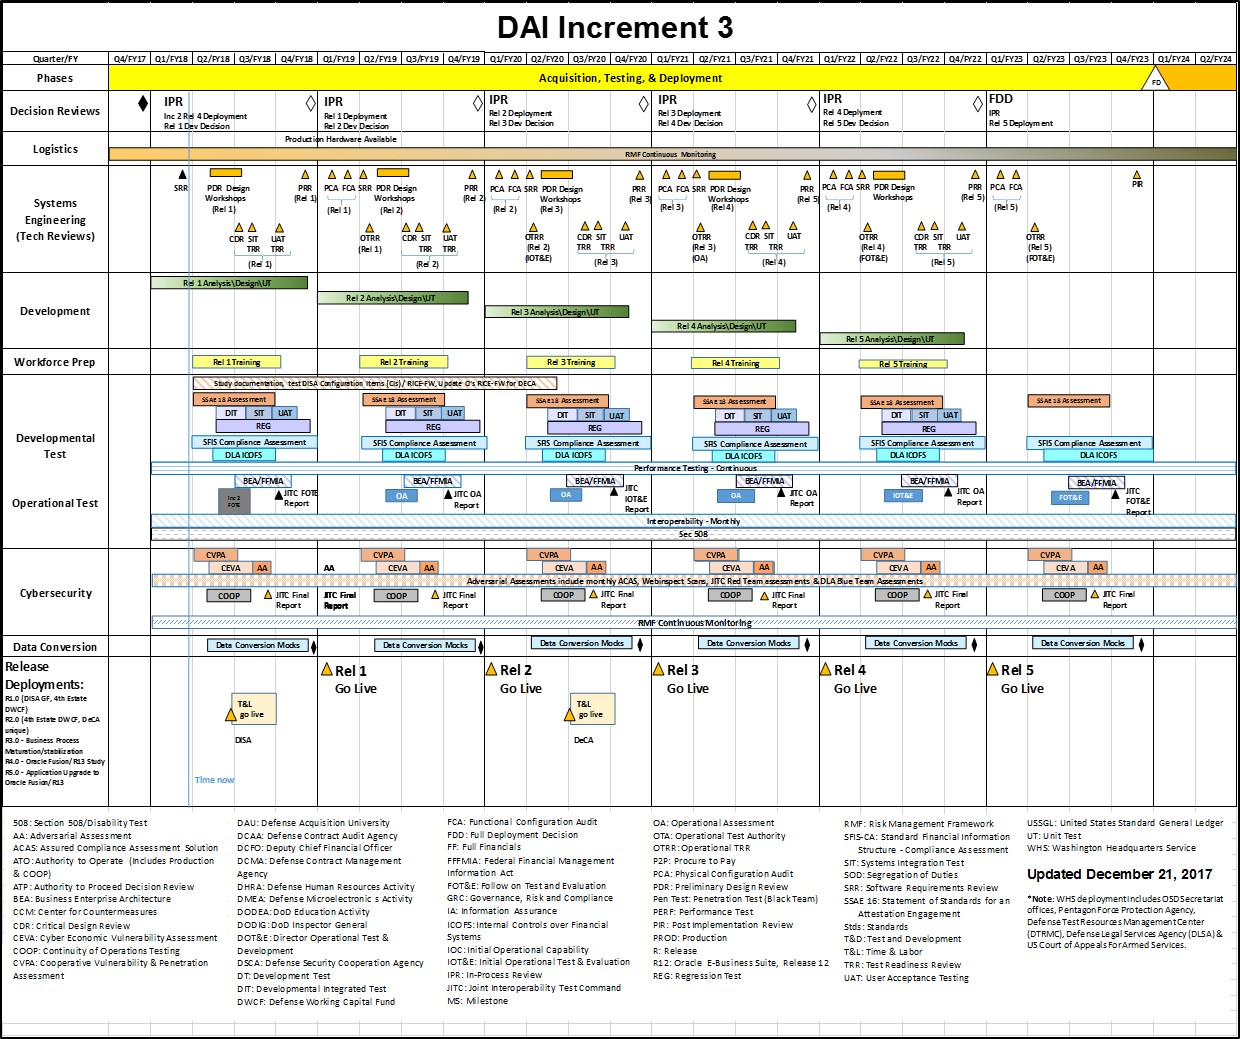 DAI Increment 3
Quarter/FY Q4/FY17 Q1/FY18 Q2/FY18 Q3/FY18 Q4/FY18 Q1/FY19 Q2/FY19 Q3/FY19 Q4/FY19 Q1/FY20 Q2/FY20 Q3/FY20 Q4/FY20 Q1/FY21 Q2/FY21 Q3/FY21 Q4/FY21 Q1/FY22 Q2/FY22 Q3/FY22 Q4/FY22 Q1/FY23 Q2/FY23 Q3/FY23 Q4/FY23 Q1/FY24 Q2/FY24
Phases
Acquisition, Testing, & Deployment
FD
Decision Reviews
IPR
Inc 2 Rel 4 Deployment
Rel 1 Dev Decision
IPR
Rel 1 Deployment
Rel 2 Dev Decision
IPR
Rel 2 Deployment
Rel 3 Dev Decision
IPR
Rel 3 Deployment
Rel 4 Dev Decision
IPR
Rel 4 Deployment
Rel 5 Dev Decision
FDD
IPR
Rel 5 Deployment
Logistics
Production Hardware Available
RMF Continuous Monitoring
Systems
Engineering
(Tech Reviews)
SRR
PDR Design
Workshops
(Rel 1)
PRR
(Rel 1)
CDR SIT UAT
TRR TRR
(Rel 1)
PCA FCA SRR
(Rel 1)
PDR Design
Workshops
(Rel 2)
PRR
(Rel 2)
OTRR
(Rel 1)
CDR SIT UAT
TRR TRR
(Rel 2)
PCA FCA SRR
(Rel 2)
PDR Design
Workshops
(Rel 3)
PRR
(Rel 3)
OTRR
(Rel 2)
(IOT&E)
CDR SIT UAT
TRR
(Rel 3)
PCA FCA SRR
(Rel 3)
PDR Design
Workshops
(Rel 4)
PRR
(Rel 5)
OTRR
(Rel 3)
(OA)
CDR SIT UAT
TRR TRR
(Rel 4)
PCA FCA SRR
(Rel 4)
PDR Design
Workshops
PRR
(Rel 5)
OTRR
(Rel 4)
(FOT&E)
CDR SIT UAT
TRR TRR
(Rel 5)
PCA FCA
(Rel 5)
OTRR
(Rel 5)
(FOT&E)
PIR
Development
Rel 1 Analysis\Design\UT
Rel 2 Analysis\Design\UT
Rel 3 Analysis\Design\UT
Rel 4 Analysis\Design\UT
Rel 5 Analysis\Design\UT
Workforce Prep
Rel 1 Training
Rel 2 Training
Rel 3 Training
Rel 4 Training
Rel 5 Training
Developmental
Test
Study documentation, test DISA Configuration Items (CIs)/ RICE-FW, Update O's RICE-FW for DECA
SSAE 18 Assessment SSAE 18 Assessment SSAE 18 Assessment SSAE 18 Assessment SSAE 18 Assessment SSAE 18 Assessment
DIT SIT UAT DIT SIT UAT DIT SIT UAT DIT SIT UAT DIT SIT UAT
REG REG REG REG REG
SFIS Compliance Assessment SFIS Compliance Assessment SFIS Compliance Assessment SFIS Compliance Assessment SFIS Compliance Assessment SFIS Compliance Assessment
DLA ICOFS DLA ICOFS DLA ICOFS DLA ICOFS DLA ICOFS DLA ICOFS
Performance Testing - Continuous
Operational Test
BEA/FFMIA BEA/FFMIA BEA/FFMIA BEA/FFMIA BEA/FFMIA BEA/FFMIA
Inc 2
FOTE
JITC FOTE
Report
OA
JITC OA
Report
OA
JITC
IOT&E
Report
OA
JITC OA
Report
IOT&E
JITC OA
Report
FOT&E
JITC
FOT&E
Report
Interoperability - Monthly
Sec 508
Cybersecurity
CVPA CVPA CVPA CVPA CVPA CVPA
CEVA AA AA CEVA AA CEVA AA CEVA AA CEVA AA CEVA AA
Adversarial Assessments include monthly ACAS, Webinspect Scans, JITC Red Team assessments & DLA Blue Team Assessments
COOP JITC Final
Report
JITC Final
Report
COOP JITC Final
Report
COOP JITC Final
Report
COOP JITC Final
Report
COOP JITC Final
Report
COOP JITC Final
Report
RMF Continuous Monitoring
Data Conversion
Data Conversion Mocks Data Conversion Mocks Data Conversion Mocks Data Conversion Mocks Data Conversion Mocks Data Conversion Mocks
Release
Deployments:
R1.0 (DISA GF, 4th Estate
DWCF)
R2.0 (4th Estate DWCF, DeCA
unique)
R3.0 - Business Process
Maturation/stabilization
R4.0 - Oracle Fusion/R13 Study
R5.0 - Application Upgrade to
Oracle Fusion/R13
T&L
go live
DISA
Time now
Rel 1
Go Live
Rel 2
Go Live
T&L
go live
DeCA
Rel 3
Go Live
Rel 4
Go Live
Rel 5
Go Live
508: Section 508/Disability Test
AA: Adversarial Assessment
ACAS: Assured Compliance Assessment Solution
ATO: Authority to Operate (Includes Production
& COOP)
ATP: Authority to Proceed Decision Review
BEA: Business Enterprise Architecture
CCM: Center for Countermeasures
CDR: Critical Design Review
CEVA: Cyber Economic Vulnerability Assessment
COOP: Continuity of Operations Testing
CVPA: Cooperative Vulnerability & Penetration
Assessment
DAU: Defense Acquisition University
DCAA: Defense Contract Audit Agency
DCFO: Deputy Chief Financial Officer
DCMA: Defense Contract Management
Agency
DHRA: Defense Human Resources Activity
DMEA: Defense Microelectronic s Activity
DODEA: DoD Education Activity
DODIG: DoD Inspector General
DOT&E: Director Operational Test &
Development
DSCA: Defense Security Cooperation Agency
DT: Development Test
DIT: Developmental Integrated Test
DWCF: Defense Working Capital Fund
FCA: Functional Configuration Audit
FDD: Full Deployment Decision
FF: Full Financials
FFFMIA: Federal Financial Management
Information Act
FOT&E: Follow on Test and Evaluation
GRC: Governance, Risk and Compliance
IA: Information Assurance
ICOFS: Internal Controls over Financial
Systems
IOC: Initial Operational Capability
IOT&E: Initial Operational Test & Evaluation
IPR: In-Process Review
JITC: Joint Interoperability Test Command
MS: Milestone
OA: Operational Assessment
OTA: Operational Test Authority
OTRR: Operational TRR
P2P: Procure to Pay
PCA: Physical Configuration Audit
PDR: Preliminary Design Review
Pen Test: Penetration Test (Black Team)
PERF: Performance Test
PIR: Post Implementation Review
PROD: Production
R: Release
R12: Oracle E-Business Suite, Release 12
REG: Regression Test
RMF: Risk Management Framework
SFIS-CA: Standard Financial Information
Structure - Compliance Assessment
SIT: Systems Integration Test
SOD: Segregation of Duties
SRR: Software Requirements Review
SSAE 16: Statement of Standards for an
Attestation Engagement
Stds: Standards
T&D: Test and Development
T&L: Time & Labor
TRR: Test Readiness Review
UAT: User Acceptance Testing
USSGL: United States Standard General Ledger
UT: Unit Test
WHS: Washington Headquarters Service
Updated December 21, 2017
*Note: WHS deployment includes OSD Secretariat
offices, Pentagon Force Protection Agency,
Defense Test Resources Management Center
(DTRMC), Defense Legal Services Agency (DLSA) &
US Court of Appeals For Armed Services.